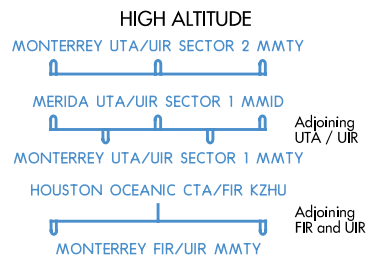 HIGH ALTITUDE
MONTERREY UTA/UIR SECTOR 2 MMTY
MERIDA UTA/UIR SECTOR 1 MMID
Adjoining
UTA / UIR
MONTERREY UTA/UIR SECTOR 1 MMTY
HOUSTON OCEANIC CTA/FIR KZHU
Adjoining
FIR and UIR
MONTERREY FIR/UIR MMTY